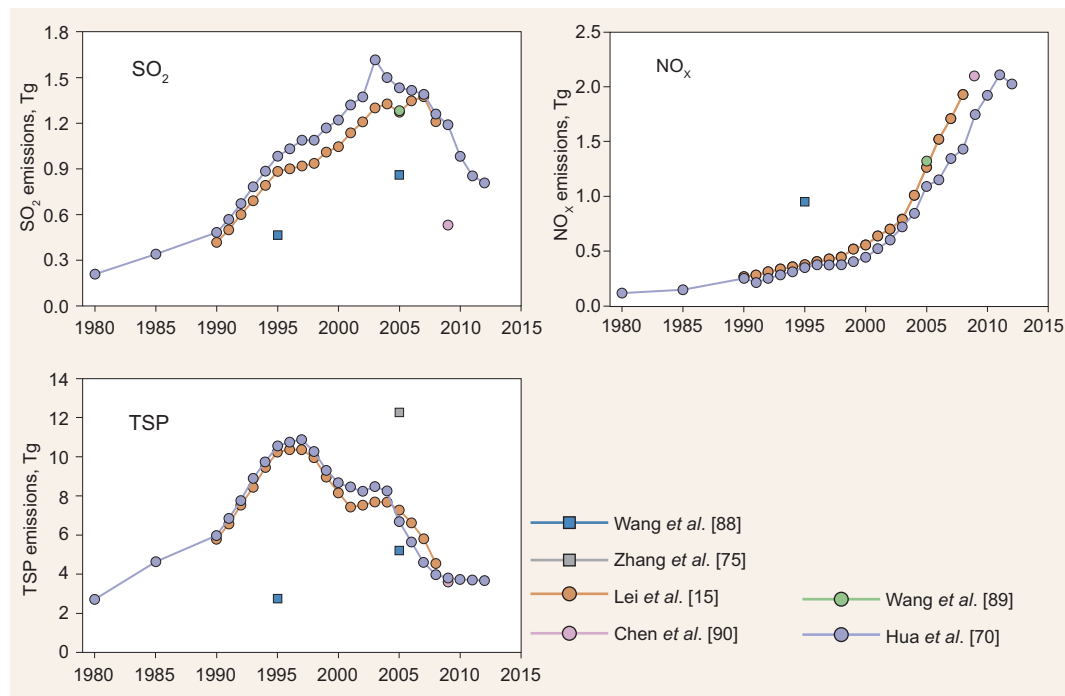 SO2
SO2 emissions, Tg
1.8
1.5
1.2
0.9
0.6
0.3
0.0
1980 1985 1990 1995 2000 2005 2010 2015
NOX
NOX emissions, Tg
2.5
2.0
1.5
1.0
0.5
0.0
1980 1985 1990 1995 2000 2005 2010 2015
TSP
TSP emissions, Tg
14
12
10
8
6
4
2
0
1980 1985 1990 1995 2000 2005 2010 2015
Wang et al. [88]
Zhang et al. [75]
Lei et al. [15]
Chen et al. [90]
Wang et al. [89]
Hua et al. [70]